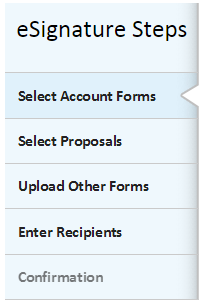 eSignature Steps
Select Account Forms
Select Proposals
Upload Other Forms
Enter Recipients
Confirmation